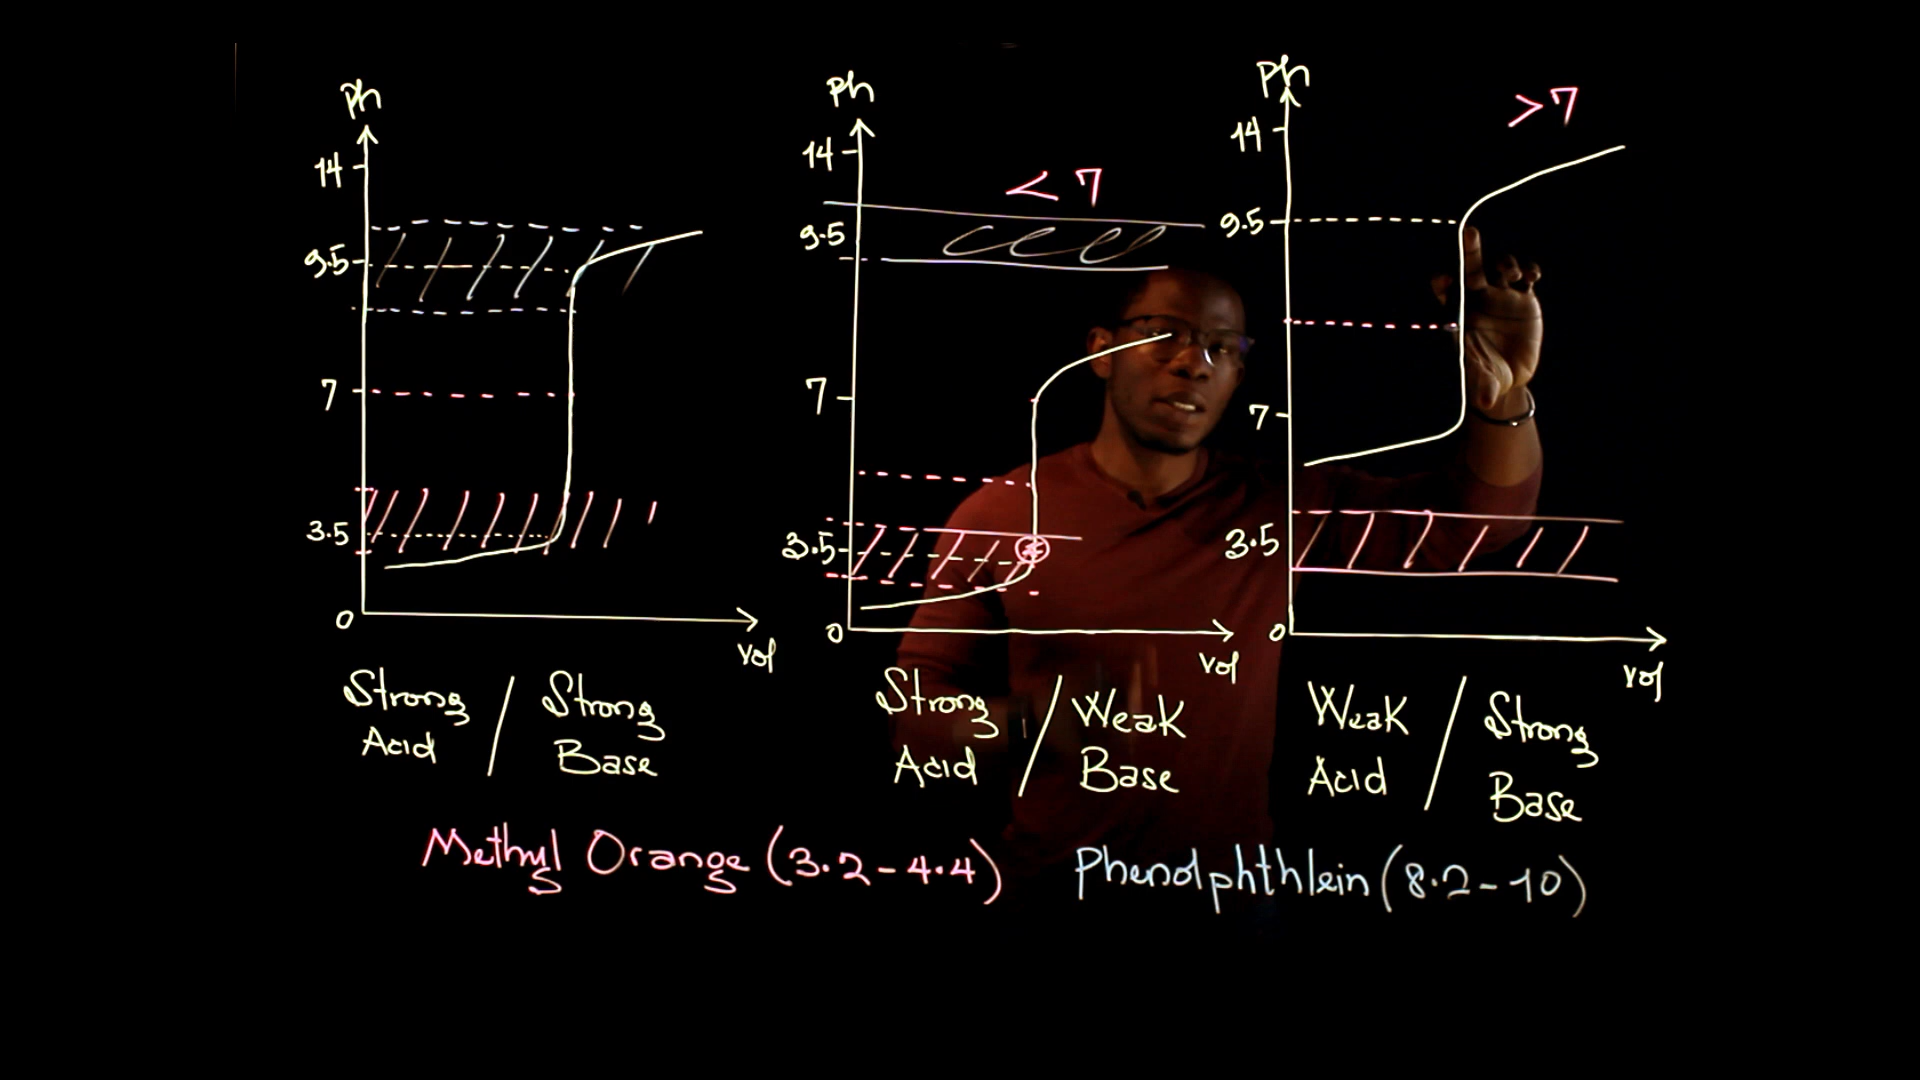 Ph
14
9.5
7
3.5
0
Vol
Strong Acid / Strong Base
Ph
14
< 7
9.5
7
3.5
0
Vol
Strong Acid / Weak Base
Ph
> 7
14
9.5
7
3.5
0
Vol
Weak Acid / Strong Base
Methyl Orange (3.2-4.4)
Phenolphthlein (8.2-10)